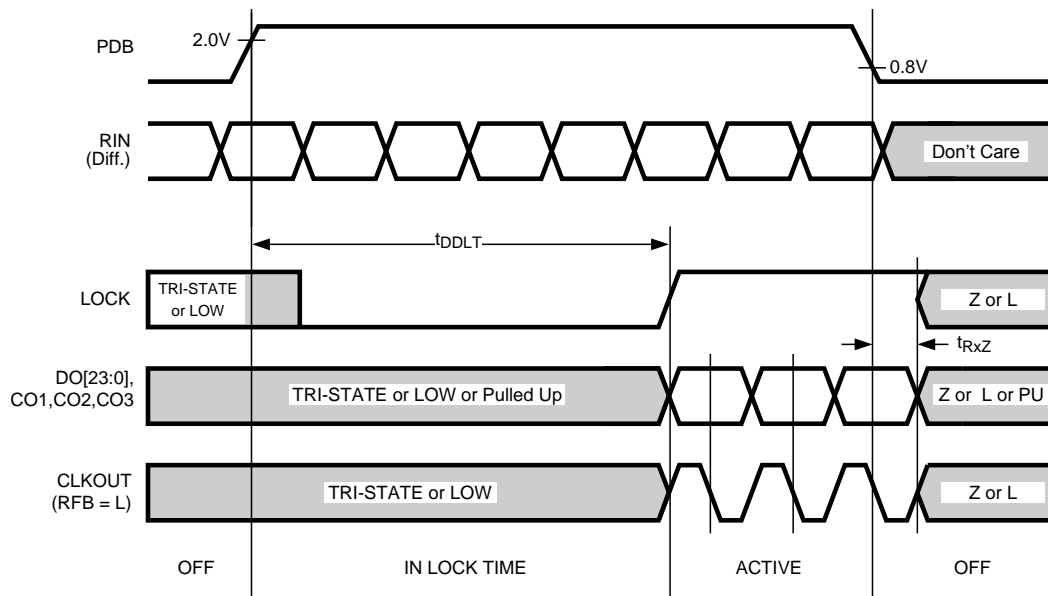 PDB
2.0V
0.8V
RIN
(Diff.)
Don't Care
tDDLT
LOCK
TRI-STATE
or LOW
Z or L
tRxZ
DO[23:0],
CO1,CO2,CO3
TRI-STATE or LOW or Pulled Up
Z or L or PU
CLKOUT
(RFB = L)
TRI-STATE or LOW
Z or L
OFF
IN LOCK TIME
ACTIVE
OFF